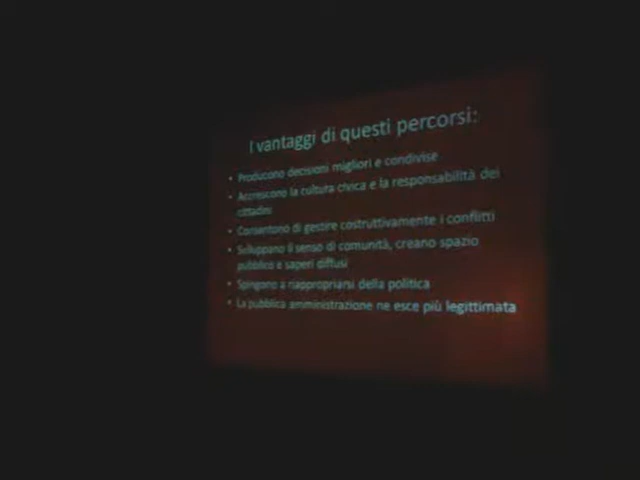 I vantaggi di questi percorsi:
• Producono decisioni migliori e condivise
• Accrescono la cultura civica e la responsabilità dei
cittadini
• Consentono di gestire costruttivamente i conflitti
• Sviluppano il senso di comunità, creano spazio
pubblico e saperi diffusi
• Spingono a riappropriarsi della politica
• La pubblica amministrazione ne esce più legittimata